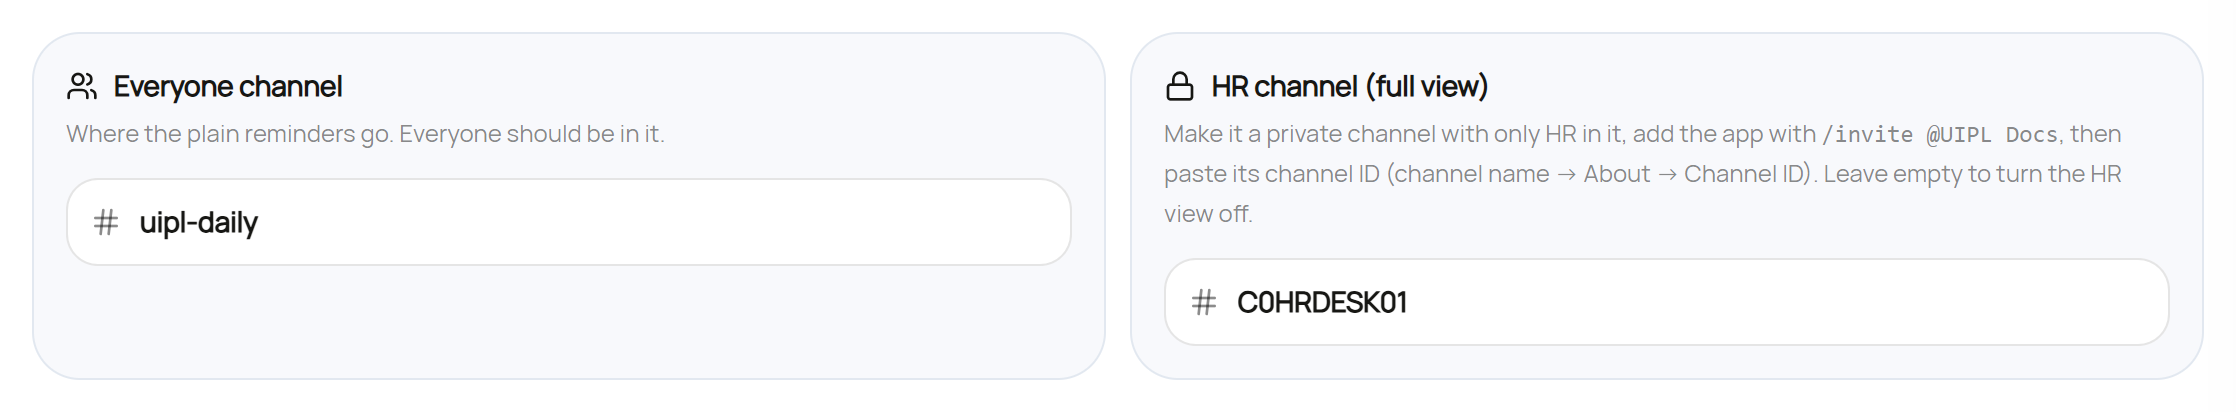 Everyone channel
Where the plain reminders go. Everyone should be in it.
# uipl-daily
HR channel (full view)
Make it a private channel with only HR in it, add the app with /invite @UIPL Docs, then
paste its channel ID (channel name → About → Channel ID). Leave empty to turn the HR
view off.
# C0HRDESK01